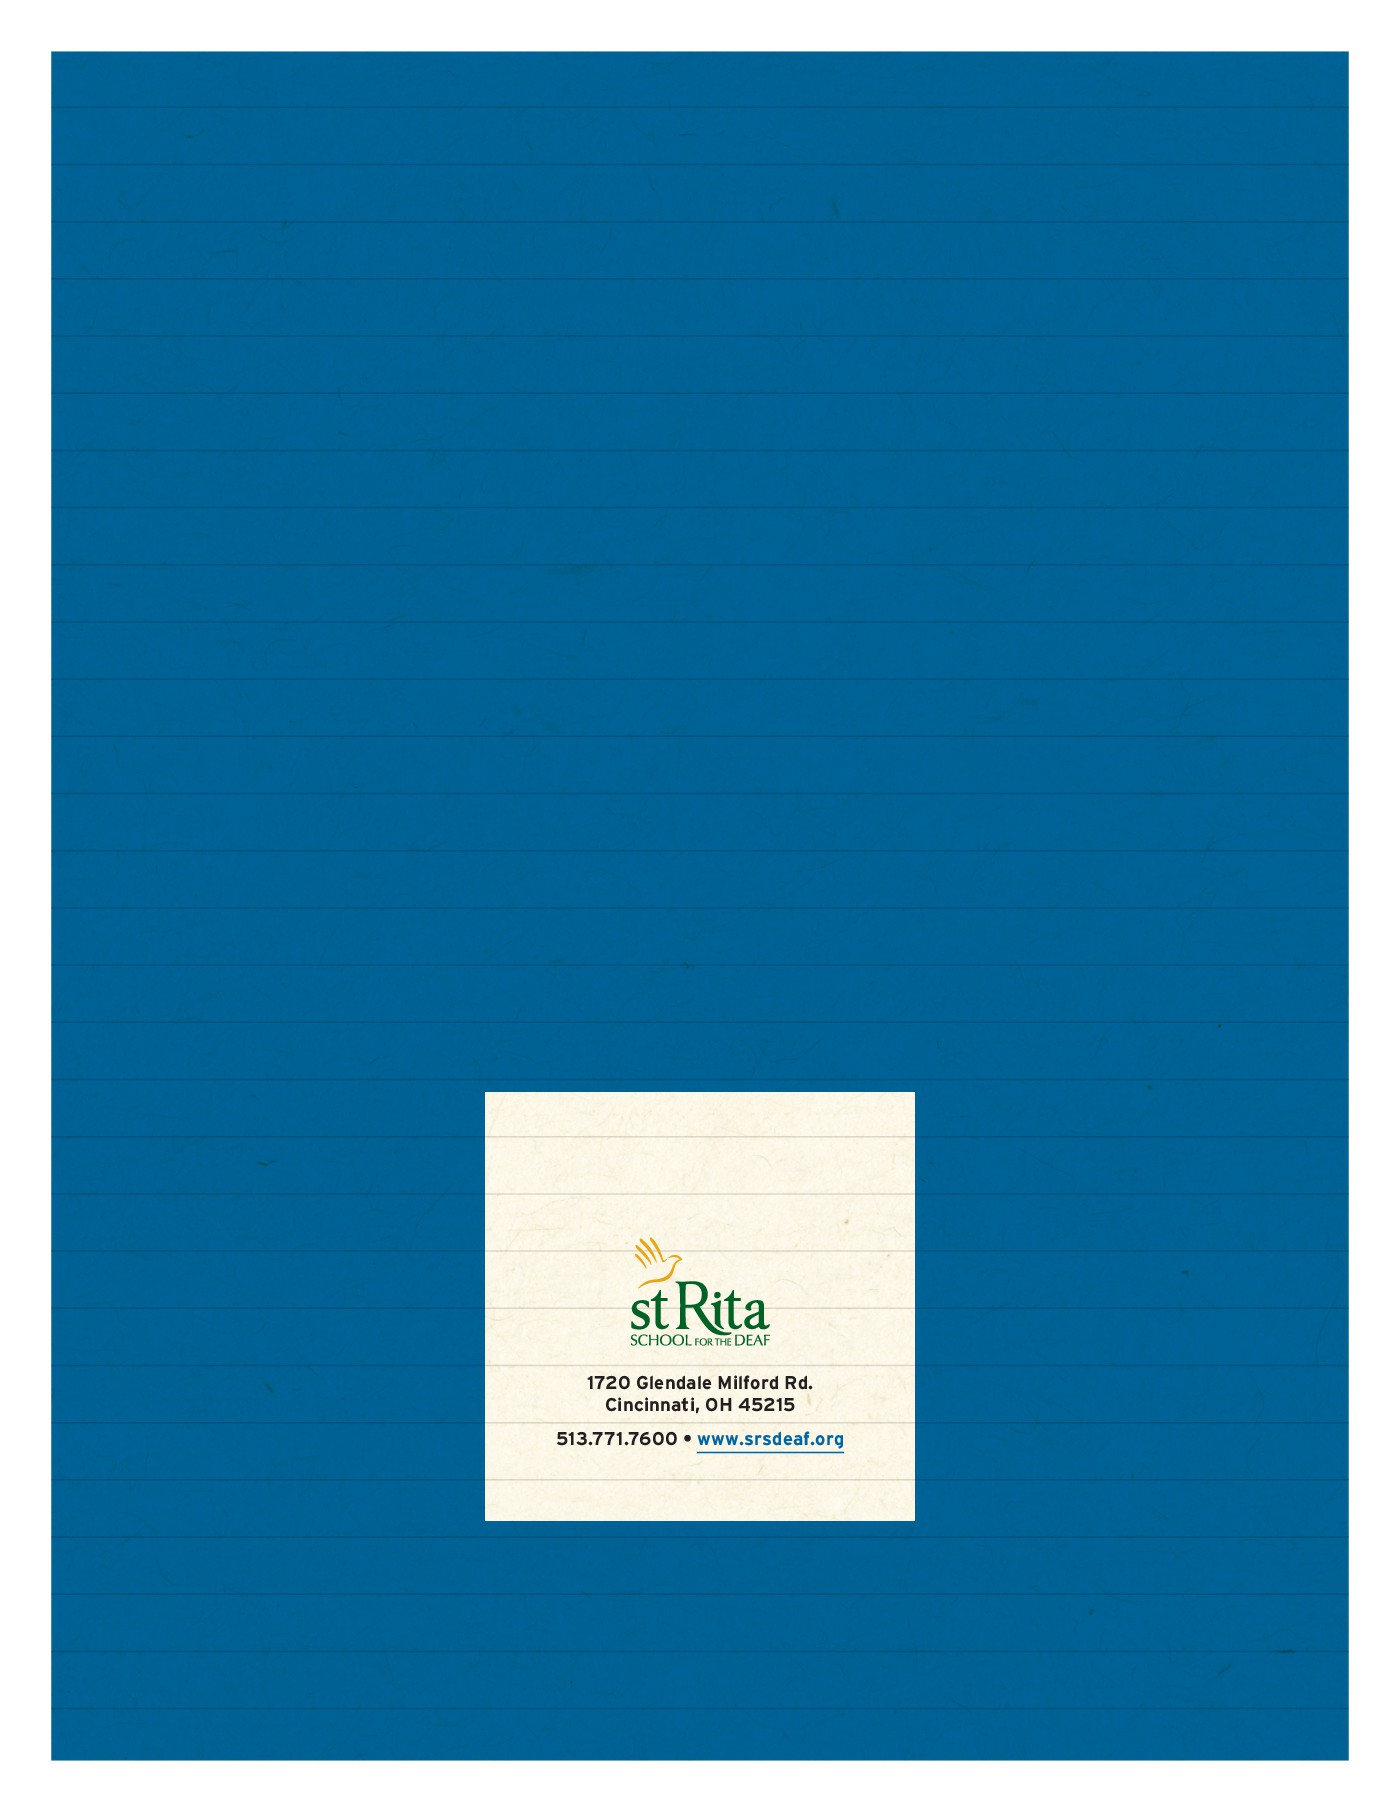 st Rita
SCHOOL FOR THE DEAF
1720 Glendale Milford Rd.
Cincinnati, OH 45215
513.771.7600 • www.srsdeaf.org